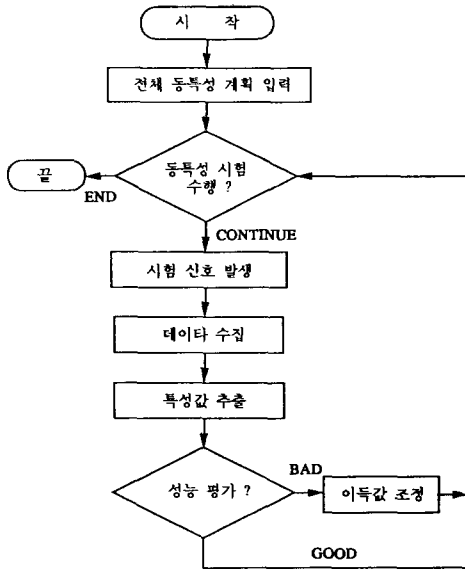 시 작
전체 동특성 계획 입력
동특성 시험
수행 ?
끝
END
CONTINUE
시험 신호 발생
데이타 수집
특성값 추출
성능 평가 ?
BAD
이득값 조정
GOOD